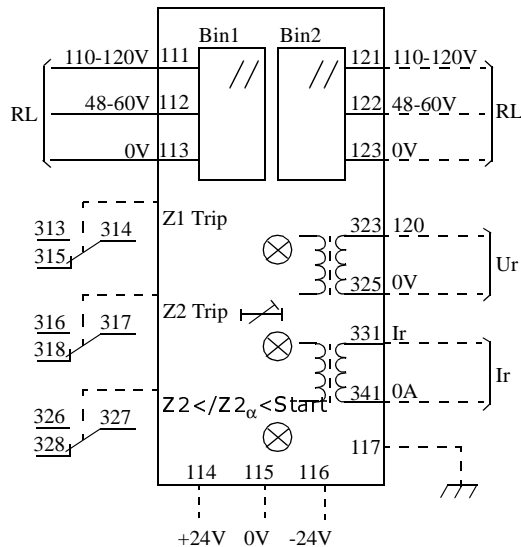 Bin1 Bin2
110-120V 111 121 110-120V
RL 48-60V 112 122 48-60V RL
0V 113 123 0V
Z1 Trip
313 314
315
323 120
Ur
325 0V
Z2 Trip
316 317
318
331 Ir
Ir
341 0A
Z2</Z2α<Start
326 327
328
117
114 115 116
+24V 0V -24V